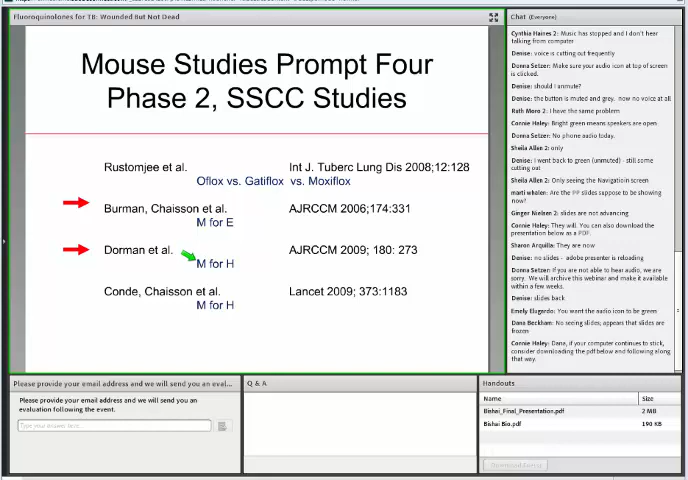 Fluoroquinolones for TB: Wounded But Not Dead
Mouse Studies Prompt Four
Phase 2, SSCC Studies
Rustomjee et al. Int J. Tuberc Lung Dis 2008;12:128
Oflox vs. Gatiflox vs. Moxiflox
Burman, Chaisson et al. AJRCCM 2006;174:331
M for E
Dorman et al. AJRCCM 2009; 180: 273
M for H
Conde, Chaisson et al. Lancet 2009; 373:1183
M for H
Chat (Everyone)
Cynthia Haines 2: Music has stopped and I don't hear
talking from computer
Denise: voice is cutting out frequently
Donna Setzer: Make sure your audio icon at top of screen
is clicked.
Denise: should I unmute?
Denise: the button is muted and grey. now no voice at all
Ruth Moro 2: I have the same problem
Connie Haley: Bright green means speakers are open
Donna Setzer: No phone audio today.
Sheila Allen 2: only
Denise: I went back to green (unmuted) - still some
cutting out
Sheila Allen 2: Only seeing the Navigatioin screen
marti whalen: Are the PP slides suppose to be showing
now?
Ginger Nielsen 2: slides are not advancing
Connie Haley: They will. You can also download the
presentation below as a PDF.
Sharon Arquilla: They are now
Denise: no slides - adobe presenter is reloading
Donna Setzer: If you are not able to hear audio, we are
sorry. We will archive this webinar and make it available
within a few weeks.
Denise: slides back
Emely Elugardo: You want the audio icon to be green
Dana Beckham: No seeing slides; appears that slides are
frozen
Connie Haley: Dana, if your computer continues to stick,
consider downloading the pdf below and following along
that way.
Please provide your email address and we will send you an eval...
Please provide your email address and we will send you an
evaluation following the event.
Type your answer here...
Q & A
Handouts
Name Size
Bishai_Final_Presentation.pdf 2 MB
Bishai Bio.pdf 190 KB